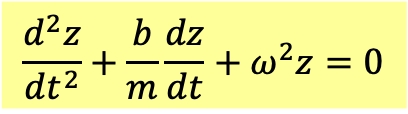 d²z/dt² + b/m dz/dt + ω²z = 0